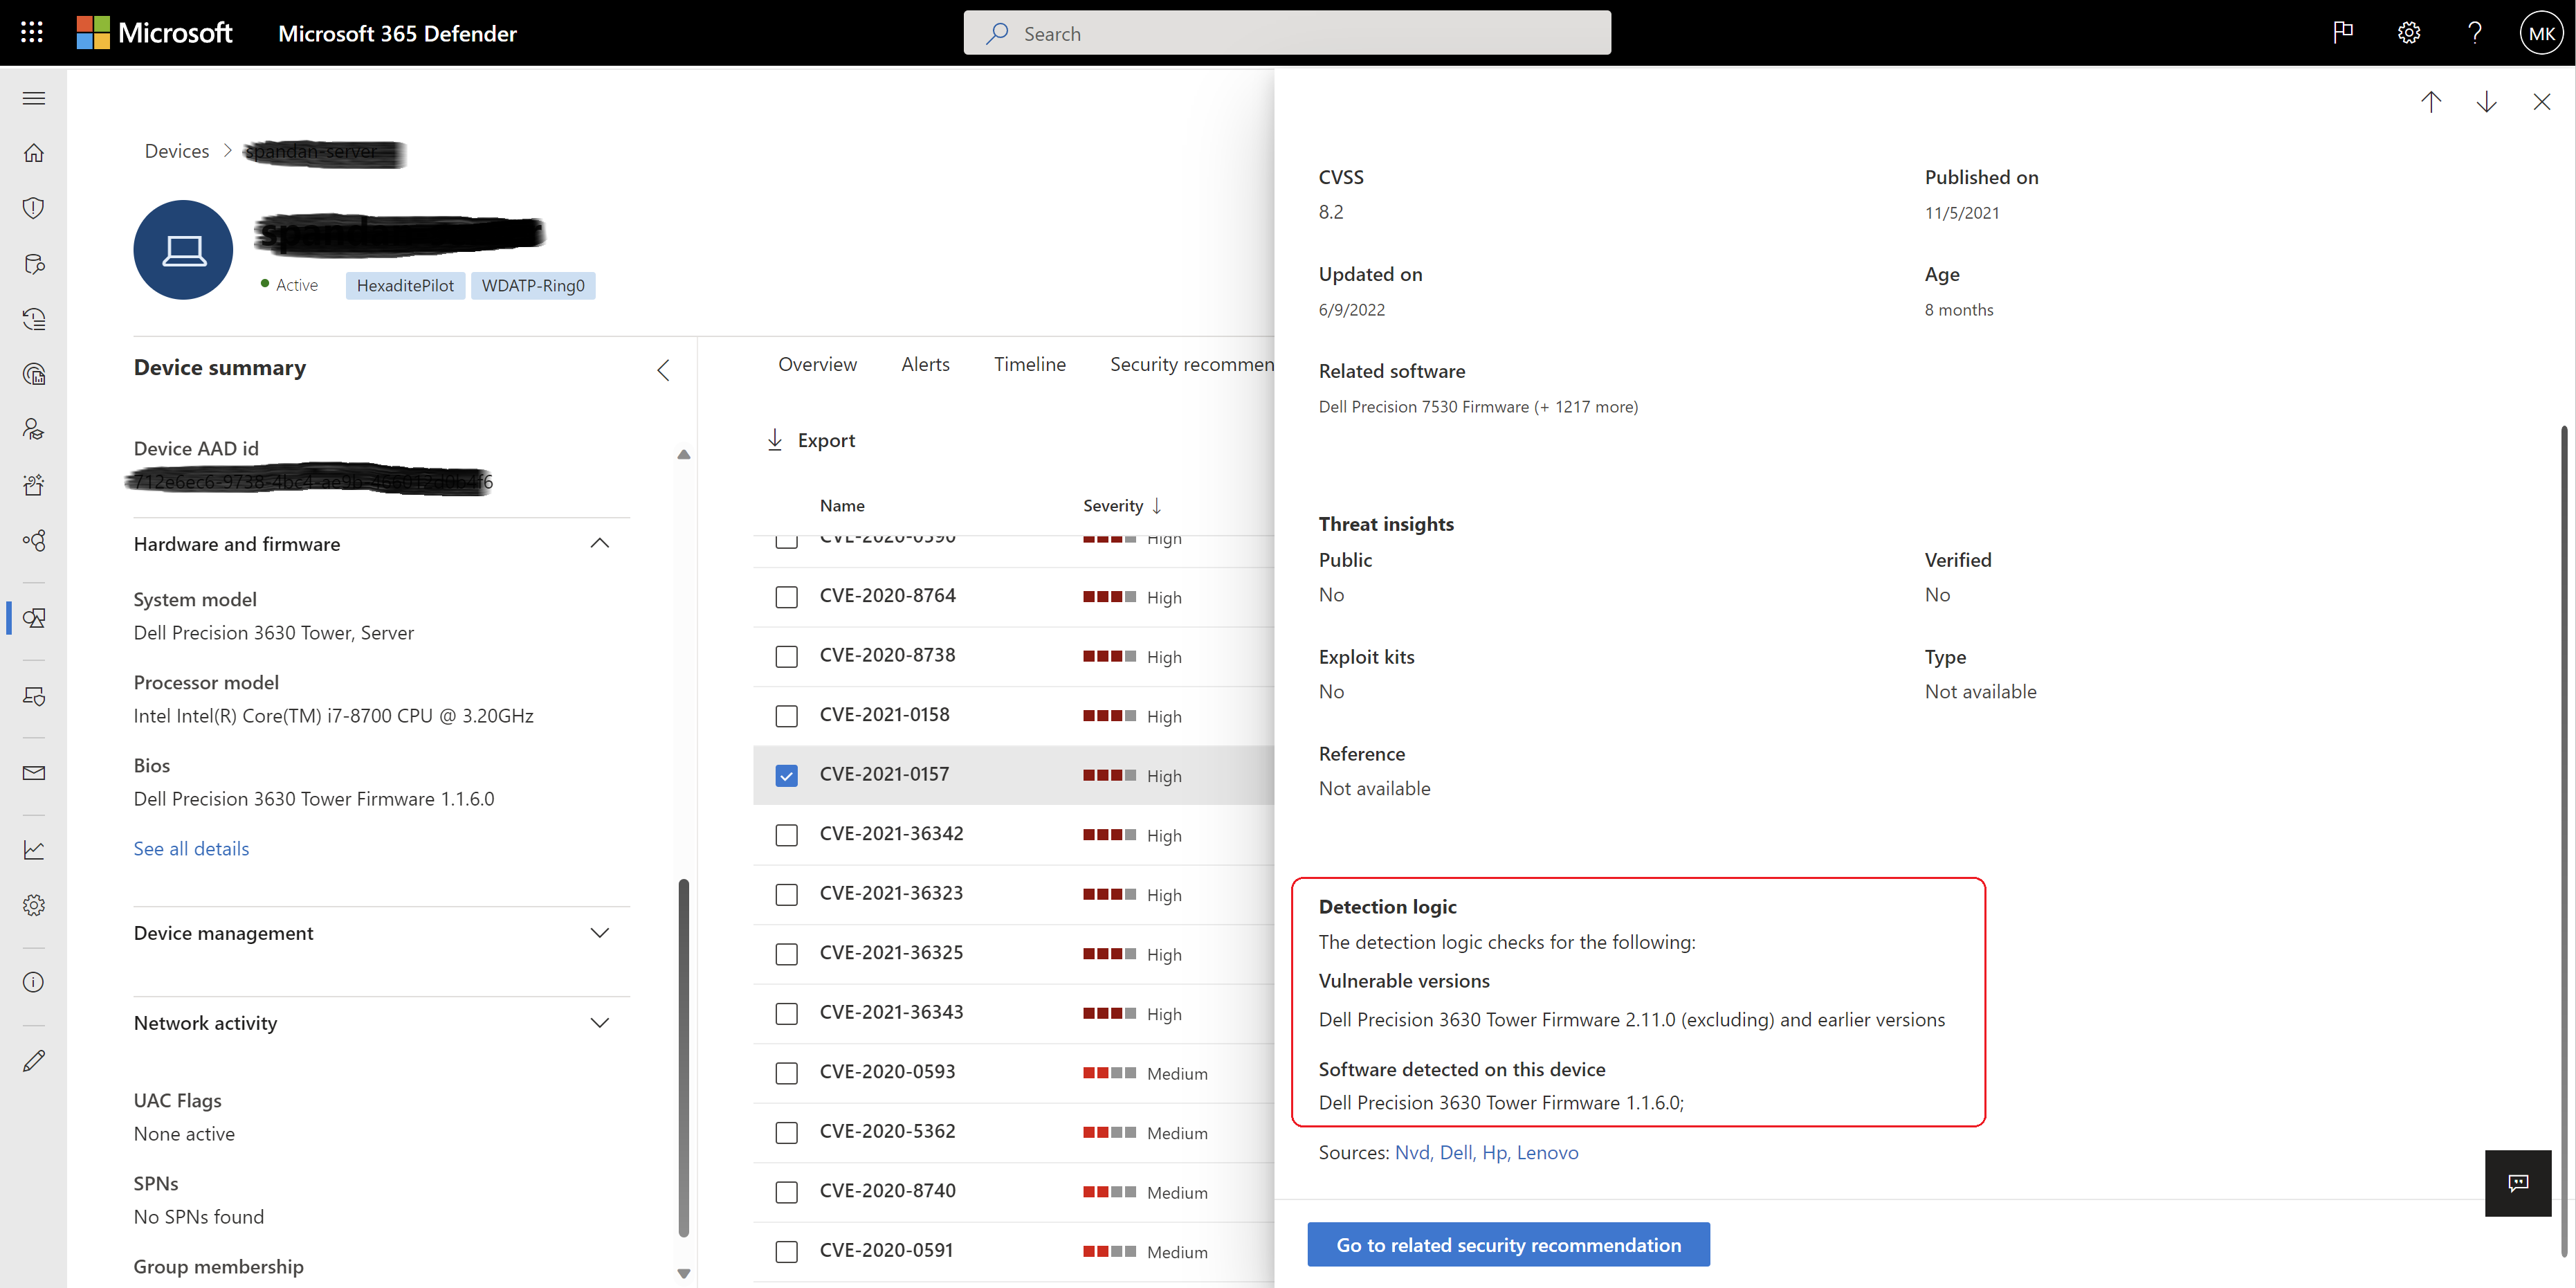 Microsoft
Microsoft 365 Defender
Search
MK
Devices
Active
HexaditePilot
WDATP-Ring0
Device summary
Device AAD id
Hardware and firmware
System model
Dell Precision 3630 Tower, Server
Processor model
Intel Intel(R) Core(TM) i7-8700 CPU @ 3.20GHz
Bios
Dell Precision 3630 Tower Firmware 1.1.6.0
See all details
Device management
Network activity
UAC Flags
None active
SPNs
No SPNs found
Group membership
Overview
Alerts
Timeline
Security recommen
Export
Name
Severity
CVE-2020-0590 High
CVE-2020-8764 High
CVE-2020-8738 High
CVE-2021-0158 High
CVE-2021-0157 High
CVE-2021-36342 High
CVE-2021-36323 High
CVE-2021-36325 High
CVE-2021-36343 High
CVE-2020-0593 Medium
CVE-2020-5362 Medium
CVE-2020-8740 Medium
CVE-2020-0591 Medium
CVSS
8.2
Published on
11/5/2021
Updated on
6/9/2022
Age
8 months
Related software
Dell Precision 7530 Firmware (+ 1217 more)
Threat insights
Public
No
Verified
No
Exploit kits
No
Type
Not available
Reference
Not available
Detection logic
The detection logic checks for the following:
Vulnerable versions
Dell Precision 3630 Tower Firmware 2.11.0 (excluding) and earlier versions
Software detected on this device
Dell Precision 3630 Tower Firmware 1.1.6.0;
Sources: Nvd, Dell, Hp, Lenovo
Go to related security recommendation